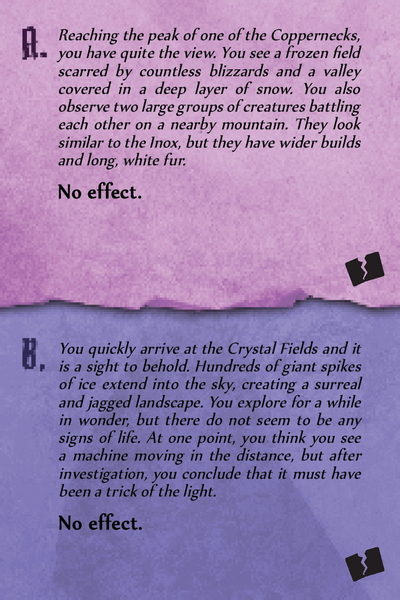 A. Reaching the peak of one of the Coppernecks,
you have quite the view. You see a frozen field
scarred by countless blizzards and a valley
covered in a deep layer of snow. You also
observe two large groups of creatures battling
each other on a nearby mountain. They look
similar to the Inox, but they have wider builds
and long, white fur.
No effect.
B. You quickly arrive at the Crystal Fields and it
is a sight to behold. Hundreds of giant spikes
of ice extend into the sky, creating a surreal
and jagged landscape. You explore for a while
in wonder, but there do not seem to be any
signs of life. At one point, you think you see
a machine moving in the distance, but after
investigation, you conclude that it must have
been a trick of the light.
No effect.